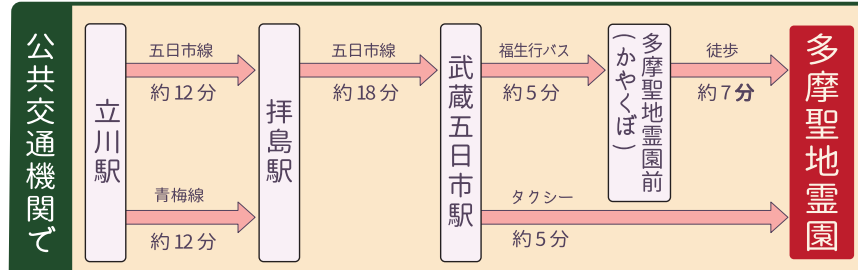 公共交通機関で
立川駅
五日市線
約12分
青梅線
約12分
拝島駅
五日市線
約18分
武蔵五日市駅
福生行バス
約5分
タクシー
約5分
多摩聖地霊園前
(かやくぼ)
徒歩
約7分
多摩聖地霊園